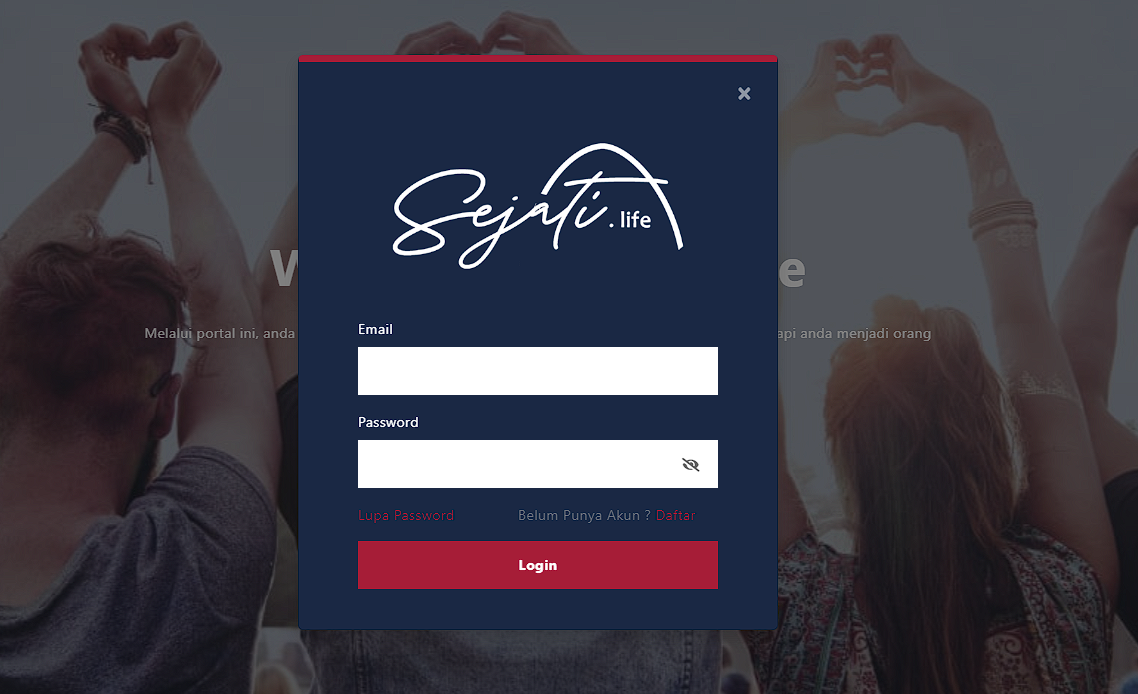 Sejati.life
Melalui portal ini, anda
api anda menjadi orang
Email
Password
Lupa Password
Belum Punya Akun ? Daftar
Login